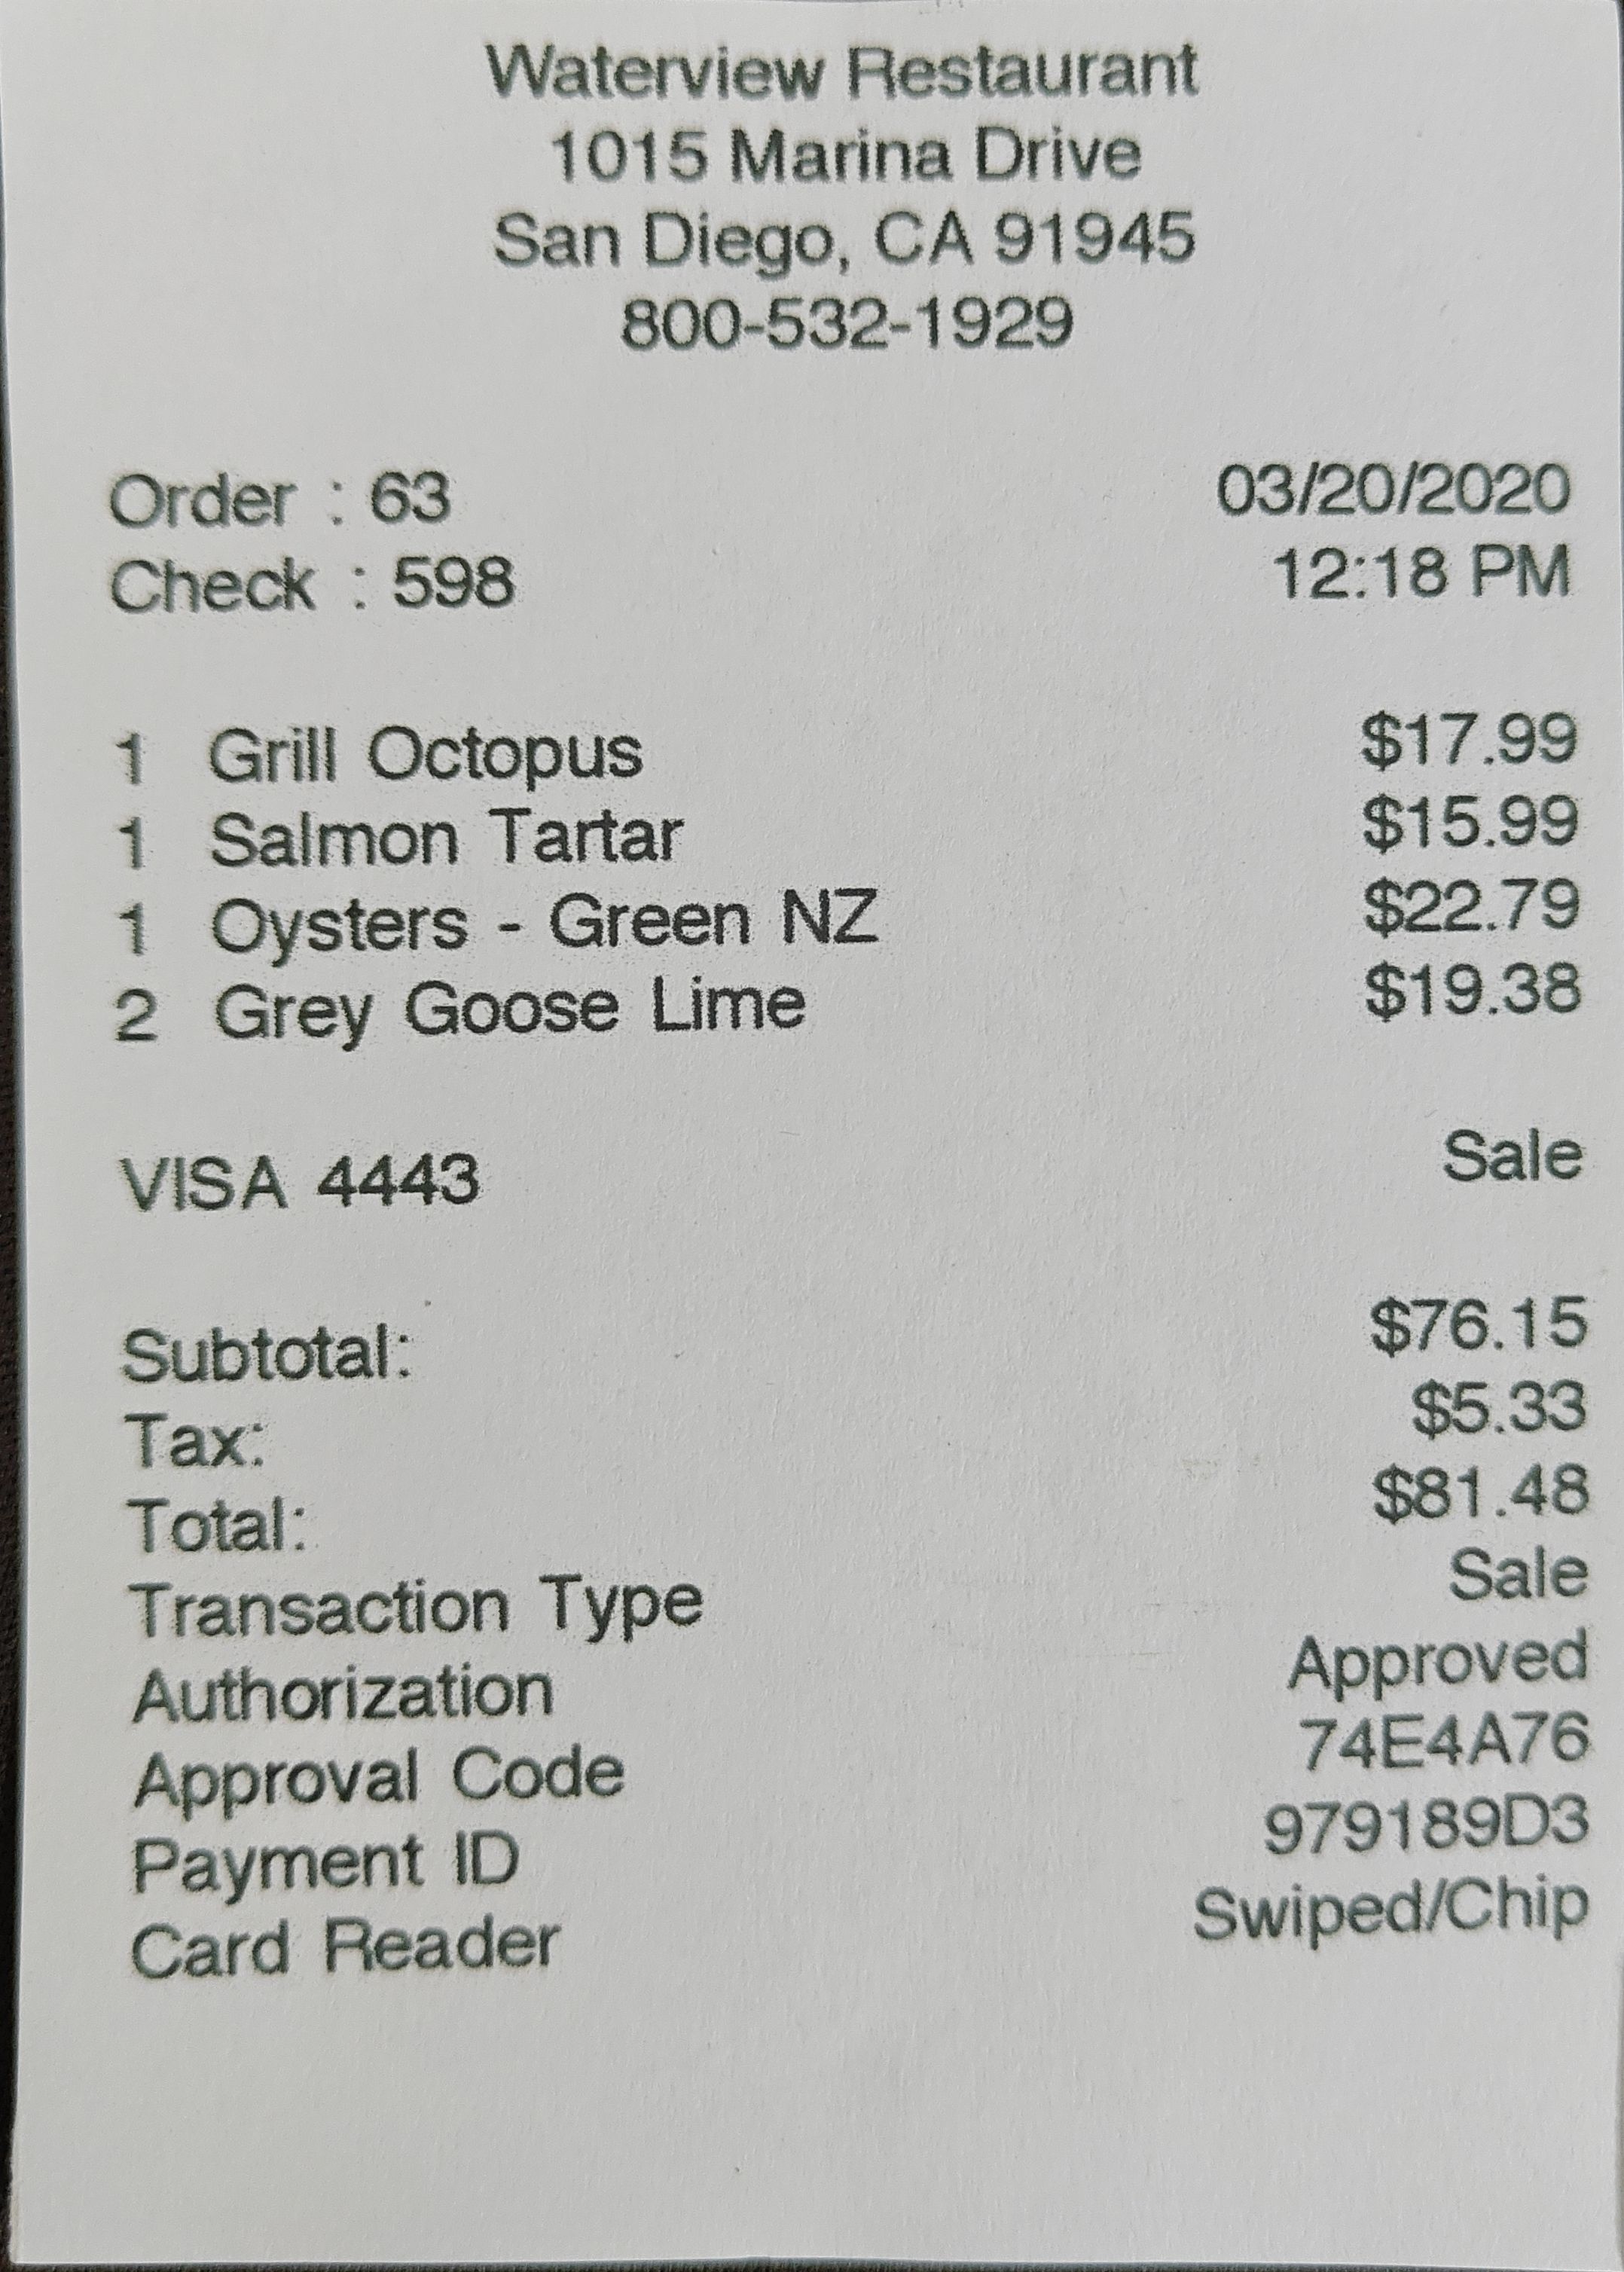 Waterview Restaurant
1015 Marina Drive
San Diego, CA 91945
800-532-1929
Order : 63 03/20/2020
Check : 598 12:18 PM
1 Grill Octopus $17.99
1 Salmon Tartar $15.99
1 Oysters - Green NZ $22.79
2 Grey Goose Lime $19.38
VISA 4443 Sale
Subtotal: $76.15
Tax: $5.33
Total: $81.48
Transaction Type Sale
Authorization Approved
Approval Code 74E4A76
Payment ID 979189D3
Card Reader Swiped/Chip